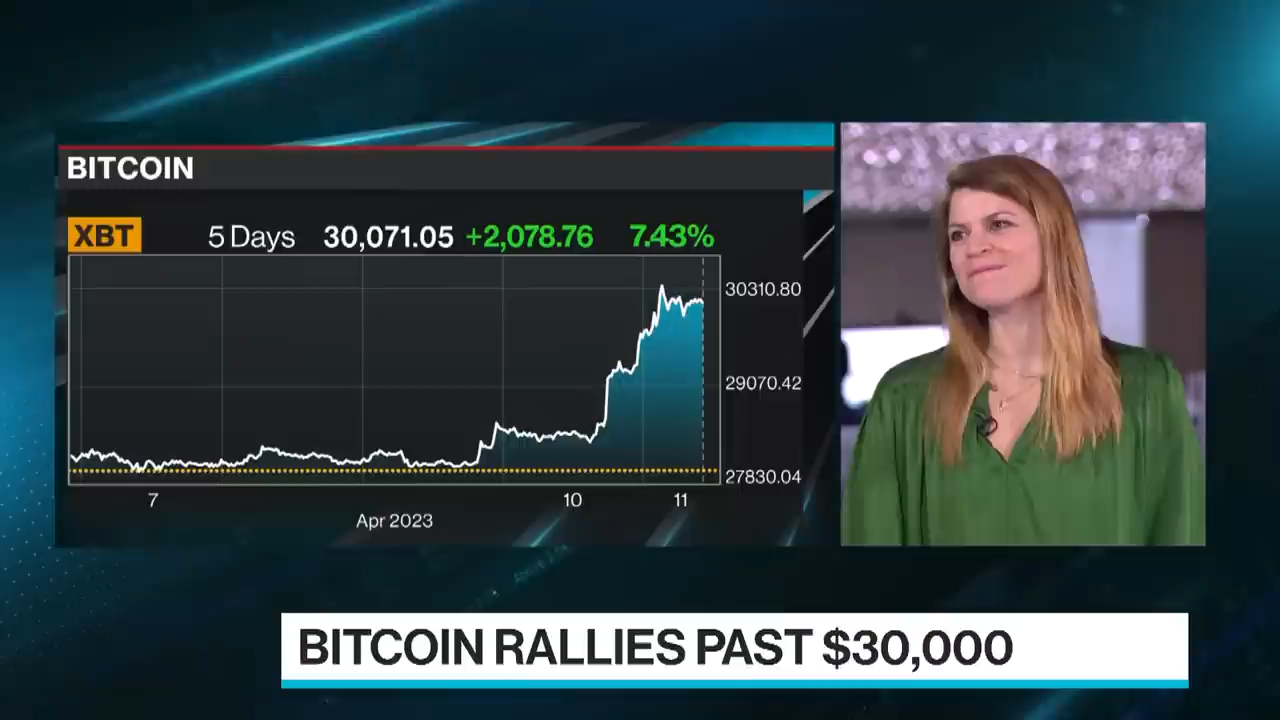 BITCOIN
XBT 5 Days 30,071.05 +2,078.76 7.43%
30310.80
29070.42
27830.04
7 10 11
Apr 2023
BITCOIN RALLIES PAST $30,000